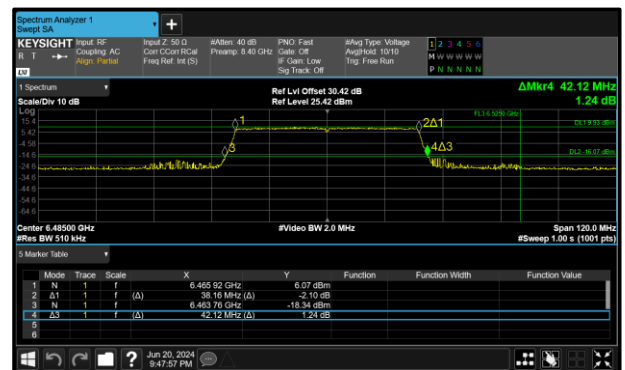 Spectrum Analyzer 1
Swept SA
+
KEYSIGHT Input: RF Input Z: 50 Ω #Atten: 40 dB PNO: Fast #Avg Type: Voltage 1 2 3 4 5 6
R T Coupling: AC Corr CCorr RCal Preamp: 8.40 GHz Gate: Off Avg|Hold: 10/10 M W W W W W
Align: Partial Freq Ref: Int (S) IF Gain: Low Trig: Free Run
Sig Track: Off P N N N N N
1 Spectrum Ref Lvl Offset 30.42 dB ΔMkr4 42.12 MHz
Scale/Div 10 dB Ref Level 25.42 dBm 1.24 dB
Log
FL3 6.5250 GHz
15.4
1
2Δ1
DL1 9.93 dBm
5.42
-4.58
3
4Δ3
-14.6
DL2 -16.07 dBm
-24.6
-34.6
-44.6
-54.6
-64.6
Center 6.48500 GHz #Video BW 2.0 MHz Span 120.0 MHz
#Res BW 510 kHz #Sweep 1.00 s (1001 pts)
5 Marker Table
Mode Trace Scale X Y Function Function Width Function Value
1 N 1 f 6.465 92 GHz 6.07 dBm
2 Δ1 1 f (Δ) 38.16 MHz (Δ) -2.10 dB
3 N 1 f 6.463 76 GHz -18.34 dBm
4 Δ3 1 f (Δ) 42.12 MHz (Δ) 1.24 dB
5
6
? Jun 20, 2024
9:47:57 PM